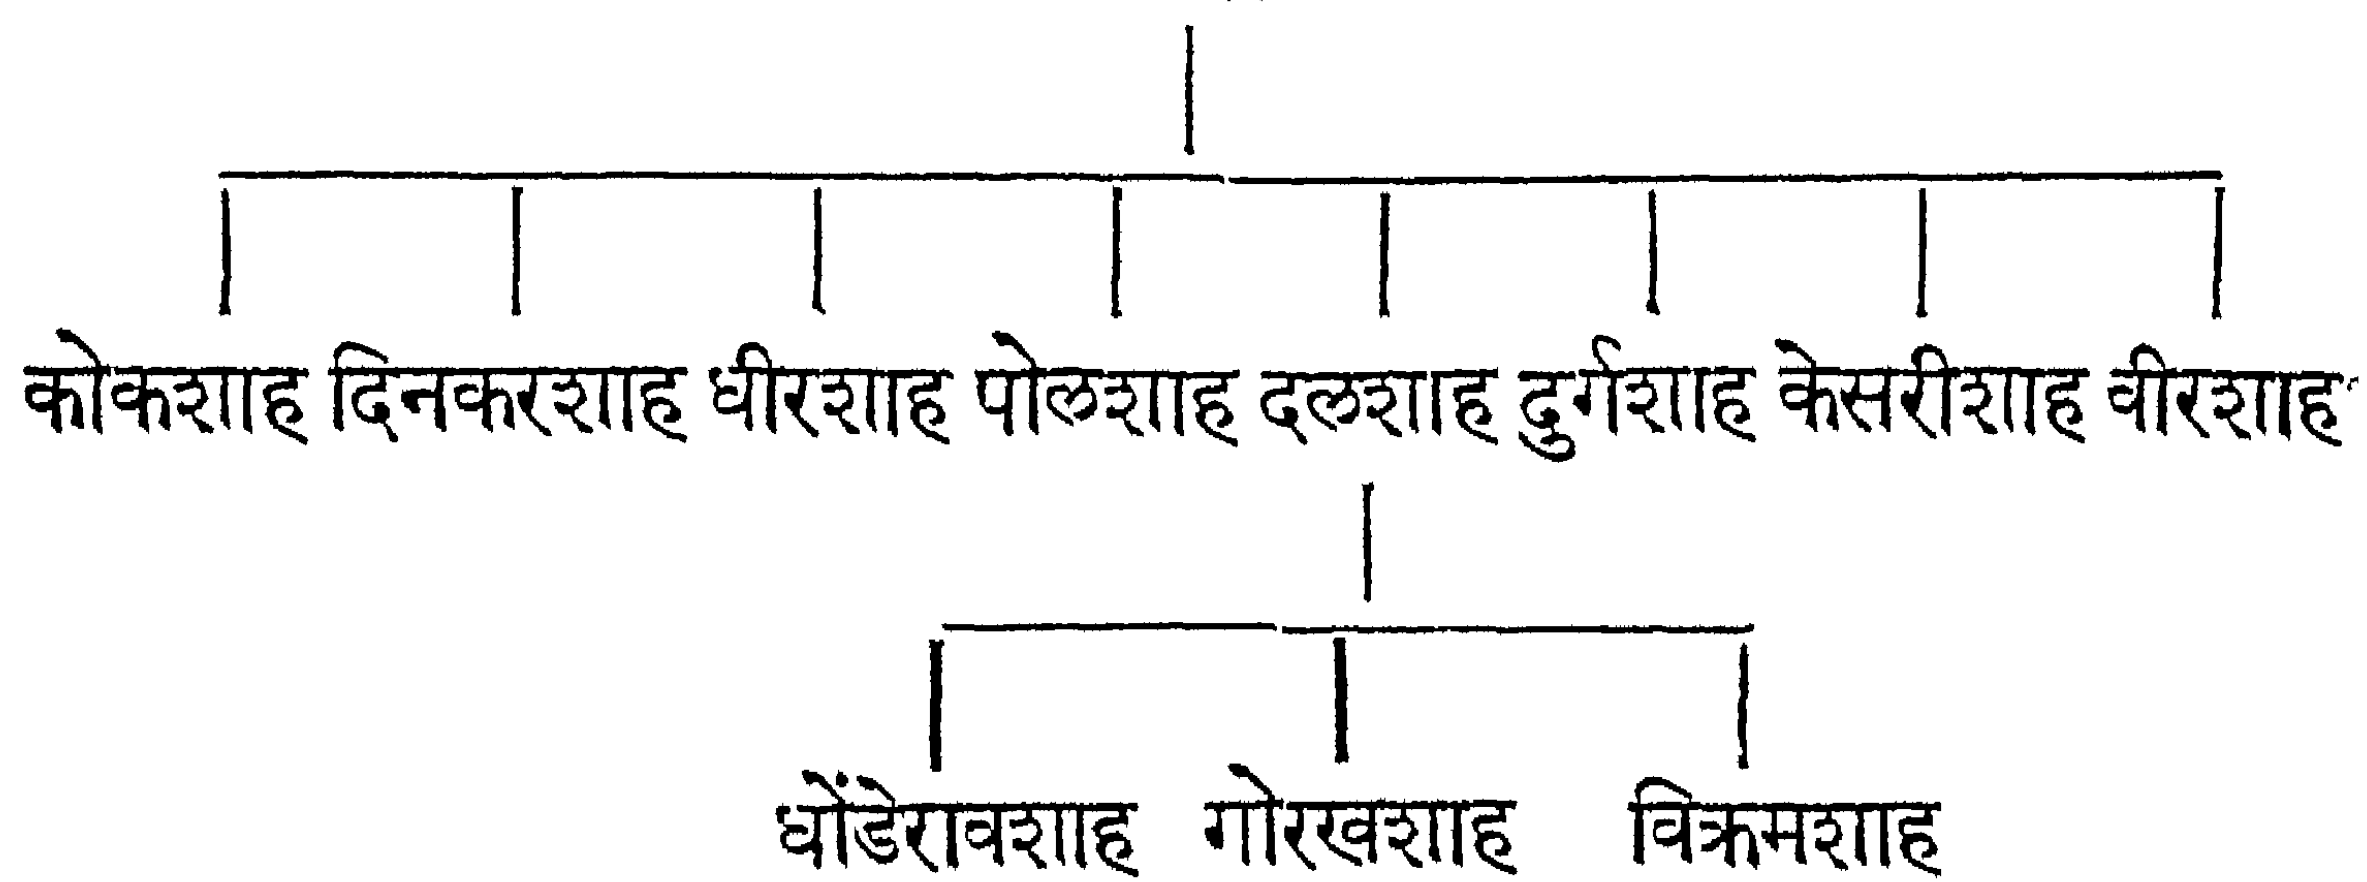 कोकशाह दिनकरशाह धीरशाह पोलशाह दलशाह दुर्गशाह केसरीशाह वीरशाह
धोंडेरावशाह गोरखशाह विक्रमशाह